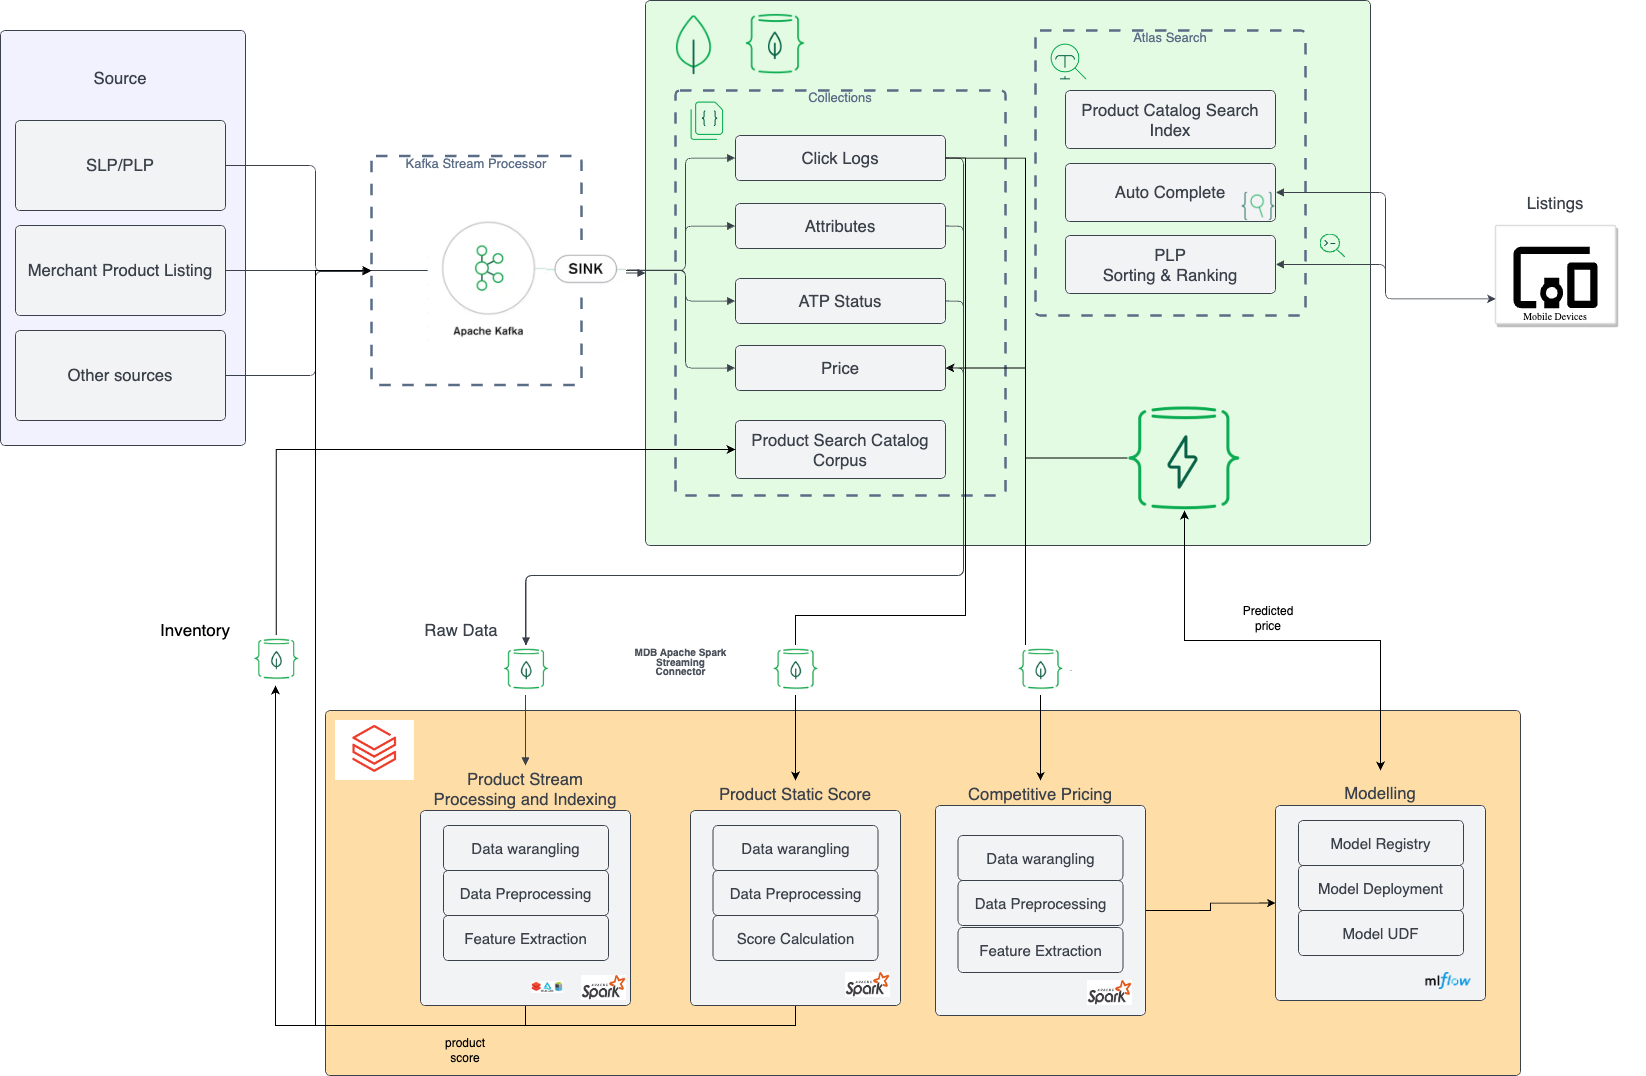 Source
SLP/PLP
Merchant Product Listing
Other sources
Kafka Stream Processor
SINK
Apache Kafka
Collections
Click Logs
Attributes
ATP Status
Price
Product Search Catalog
Corpus
Atlas Search
Product Catalog Search
Index
Auto Complete
PLP
Sorting & Ranking
Listings
Mobile Devices
Inventory
Raw Data
MDB Apache Spark
Streaming
Connector
Predicted
price
Product Stream
Processing and Indexing
Data warangling
Data Preprocessing
Feature Extraction
APACHE
Spark
Product Static Score
Data warangling
Data Preprocessing
Score Calculation
APACHE
Spark
Competitive Pricing
Data warangling
Data Preprocessing
Feature Extraction
APACHE
Spark
Modelling
Model Registry
Model Deployment
Model UDF
mlflow
product
score